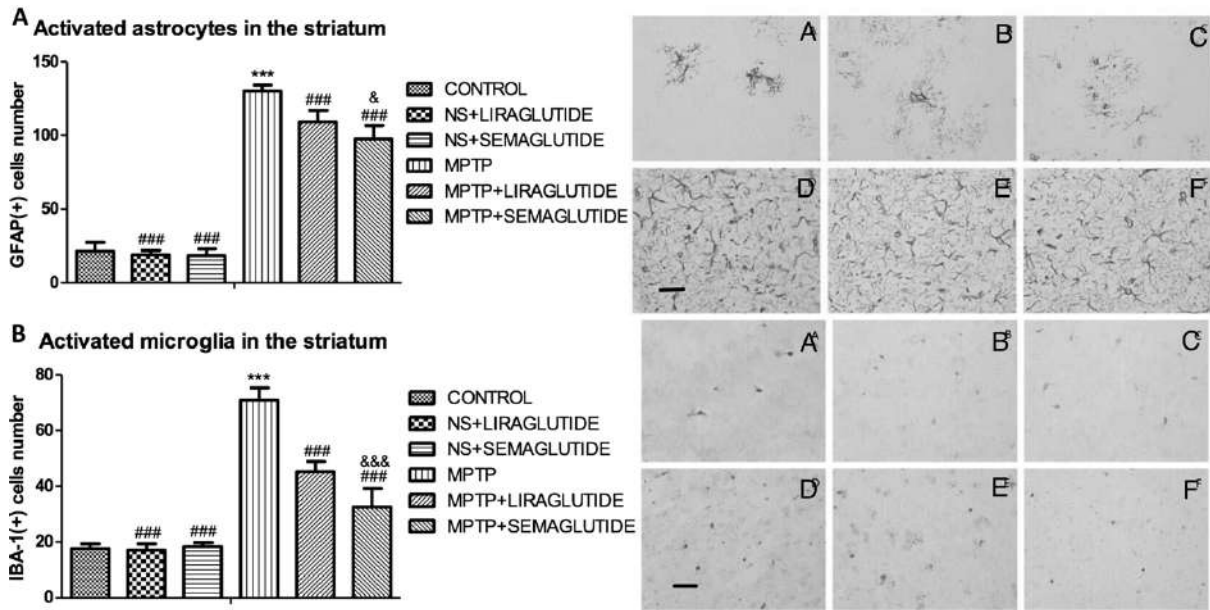 A Activated astrocytes in the striatum
GFAP(+) cells number
150
100
50
0
***
###
###
###
&
###
CONTROL
NS+LIRAGLUTIDE
NS+SEMAGLUTIDE
MPTP
MPTP+LIRAGLUTIDE
MPTP+SEMAGLUTIDE
A B C
D E F
B Activated microglia in the striatum
IBA-1(+) cells number
80
60
40
20
0
***
###
###
###
&&&
###
CONTROL
NS+LIRAGLUTIDE
NS+SEMAGLUTIDE
MPTP
MPTP+LIRAGLUTIDE
MPTP+SEMAGLUTIDE
A B C
D E F